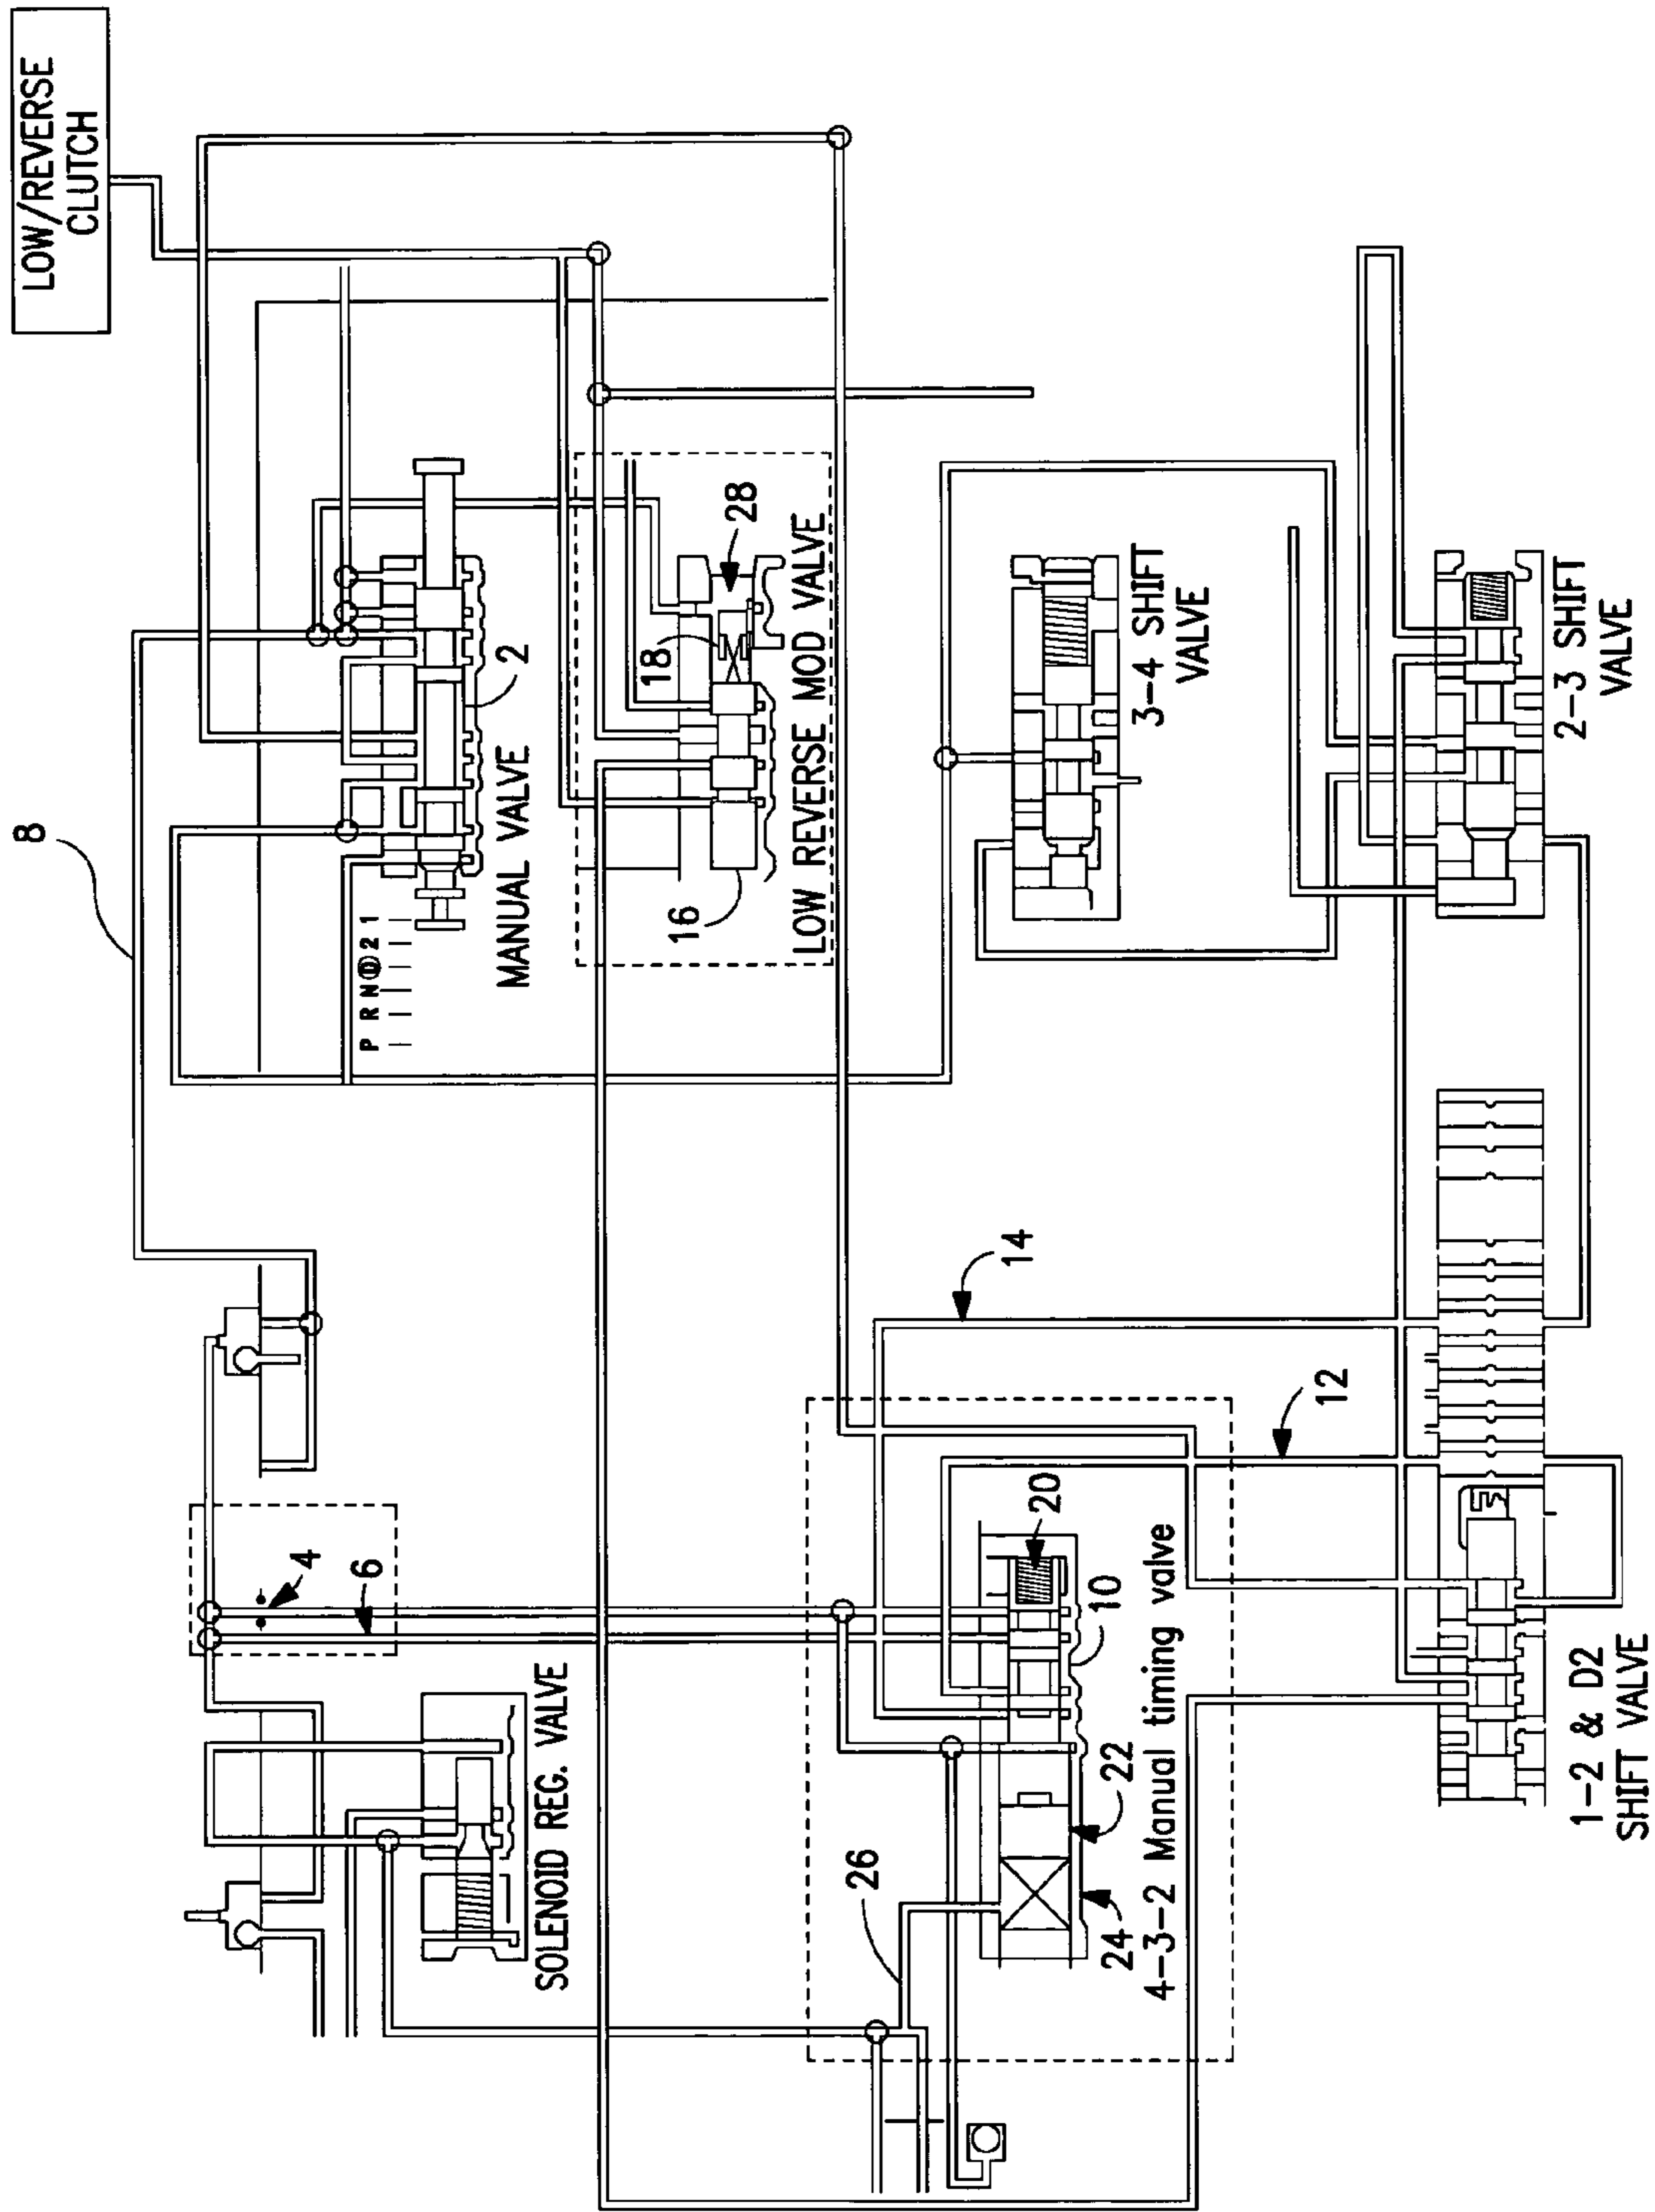 LOW/REVERSE
CLUTCH
8
P R N D 2 1
2
MANUAL VALVE
4
6
SOLENOID REG. VALVE
28
18
16
LOW REVERSE MOD VALVE
3-4 SHIFT
VALVE
2-3 SHIFT
VALVE
14
12
20
10
22
24
26
4-3-2 Manual timing valve
1-2 & D2
SHIFT VALVE